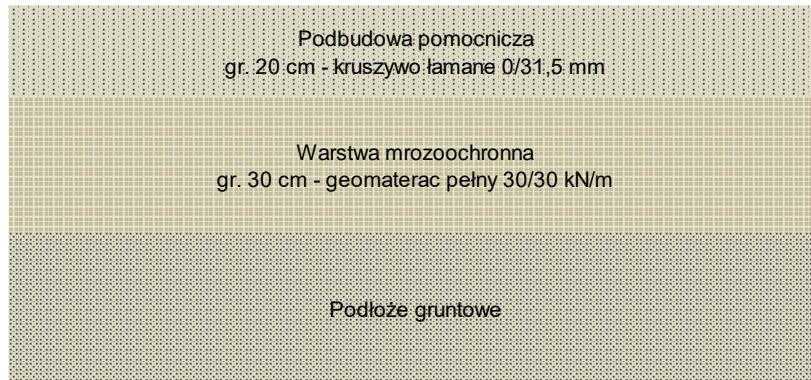 Podbudowa pomocnicza
gr. 20 cm - kruszywo łamane 0/31,5 mm
Warstwa mrozoochronna
gr. 30 cm - geomaterac pełny 30/30 kN/m
Podłoże gruntowe